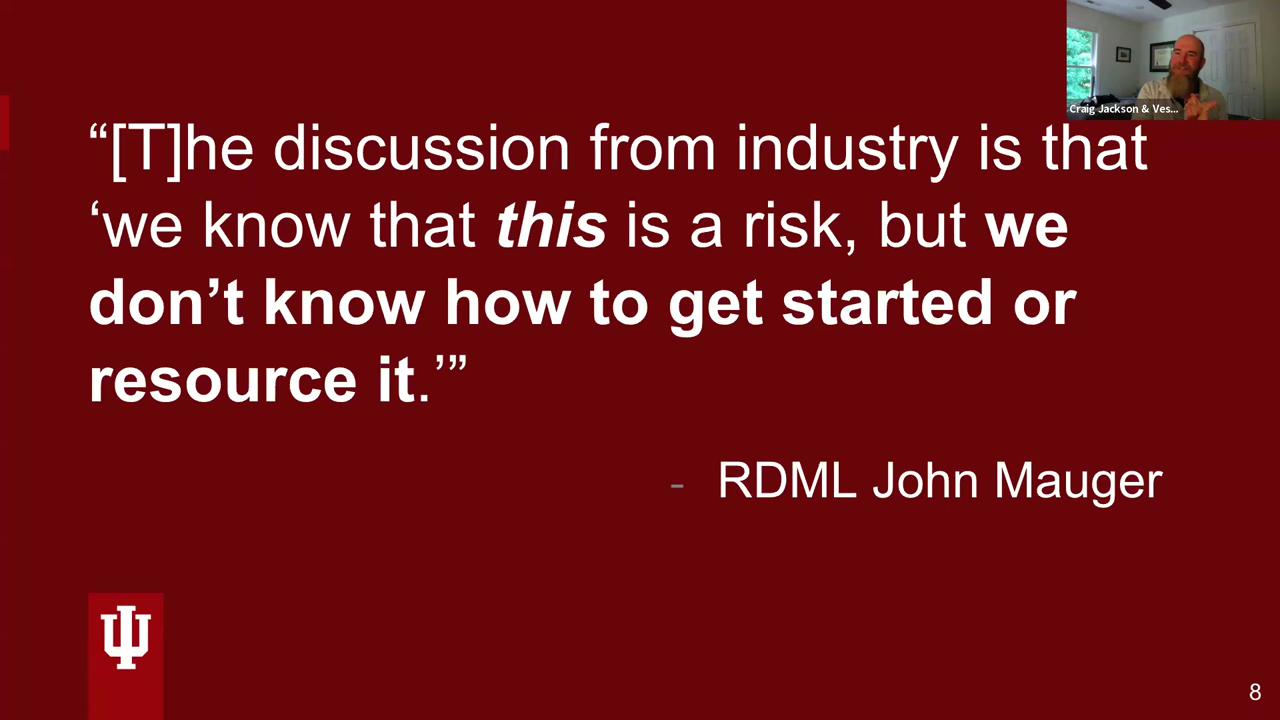 Craig Jackson & Ves...
“[T]he discussion from industry is that
‘we know that this is a risk, but we
don’t know how to get started or
resource it.’”
- RDML John Mauger
8